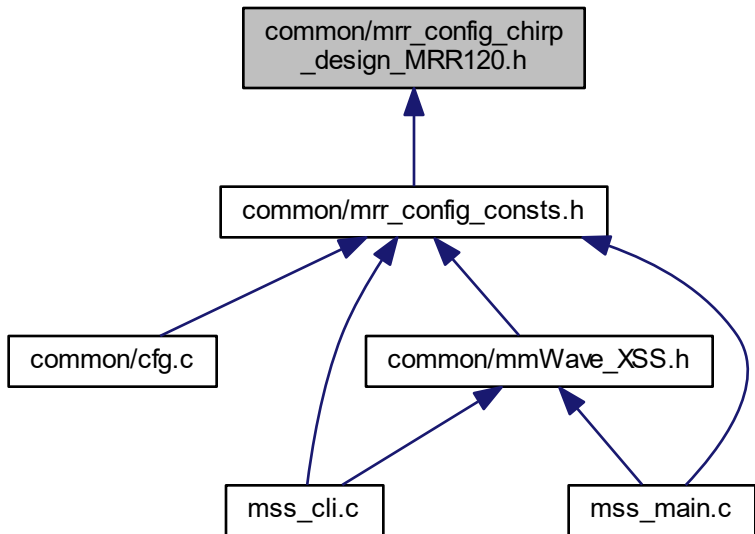 common/mrr_config_chirp
_design_MRR120.h
common/mrr_config_consts.h
common/cfg.c
common/mmWave_XSS.h
mss_cli.c
mss_main.c